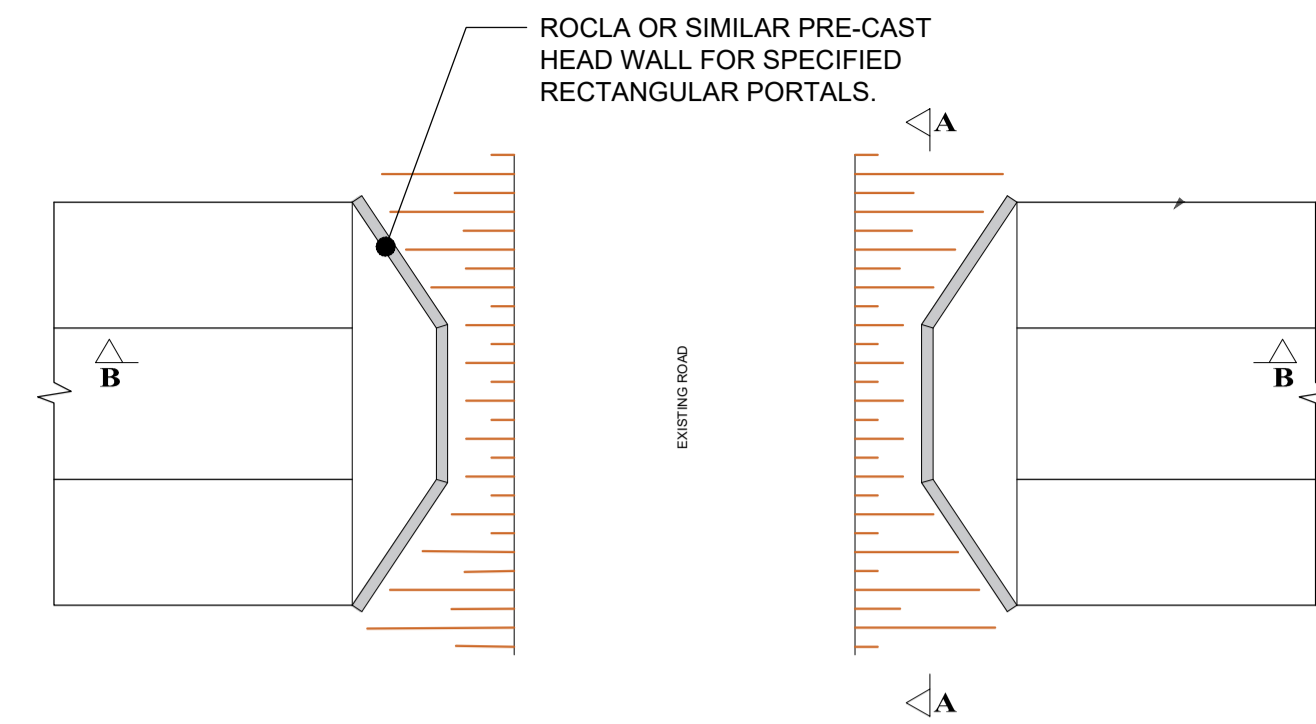 ROCLA OR SIMILAR PRE-CAST
HEAD WALL FOR SPECIFIED
RECTANGULAR PORTALS.
A
B
EXISTING ROAD
B
A